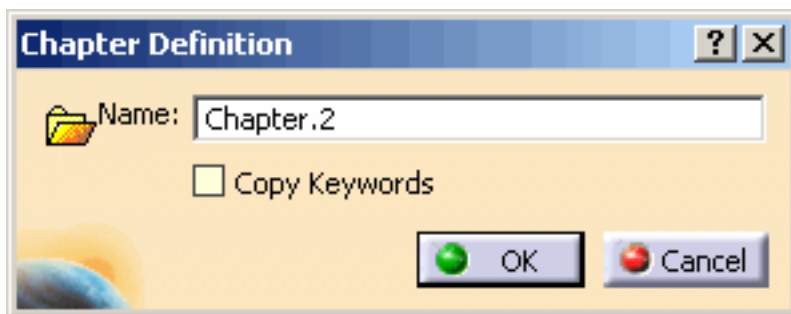 Chapter Definition
Name: Chapter.2
Copy Keywords
OK Cancel